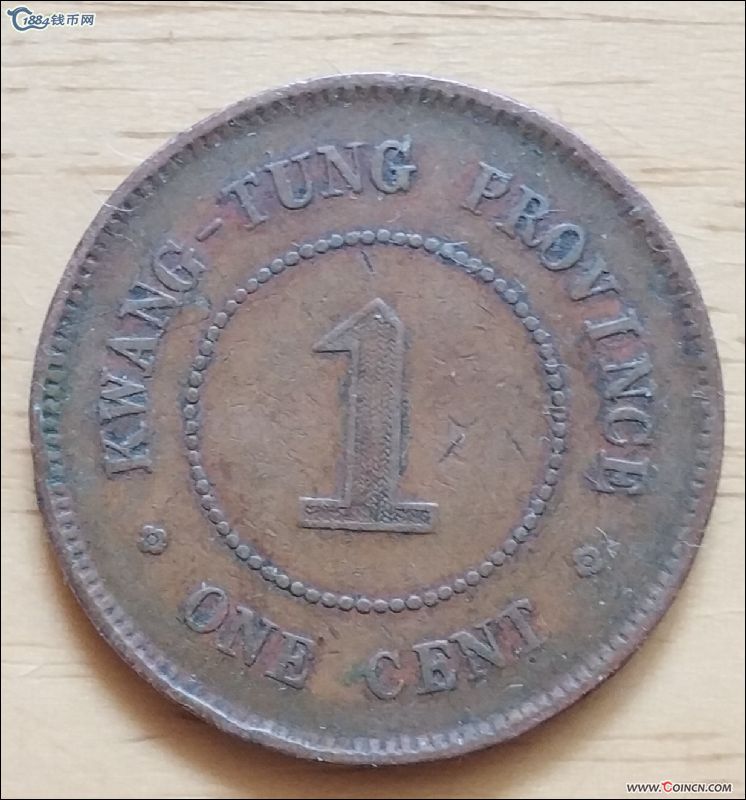 1884钱币网
KWANG-TUNG PROVINCE
1
ONE CENT
www.COINCN.COM